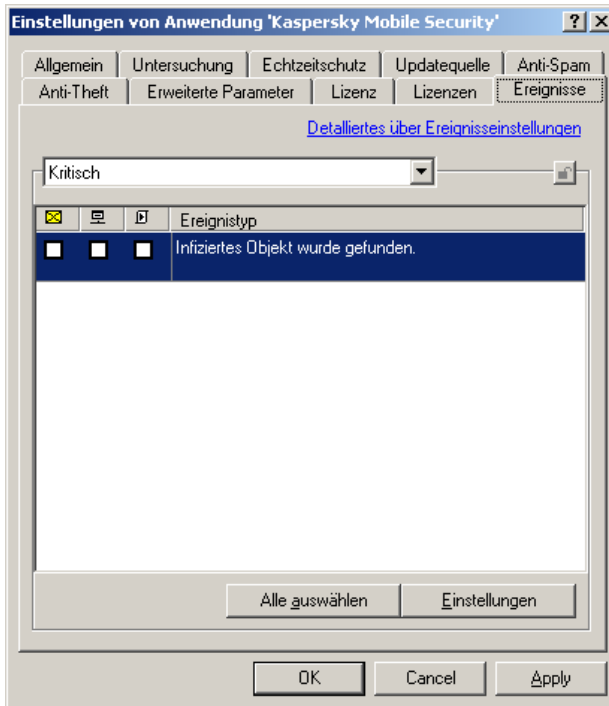 Einstellungen von Anwendung 'Kaspersky Mobile Security'
Allgemein Untersuchung Echtzeitschutz Updatequelle Anti-Spam
Anti-Theft Erweiterte Parameter Lizenz Lizenzen Ereignisse
Detailliertes über Ereigniseinstellungen
Kritisch
Ereignistyp
Infiziertes Objekt wurde gefunden.
Alle auswählen Einstellungen
OK Cancel Apply